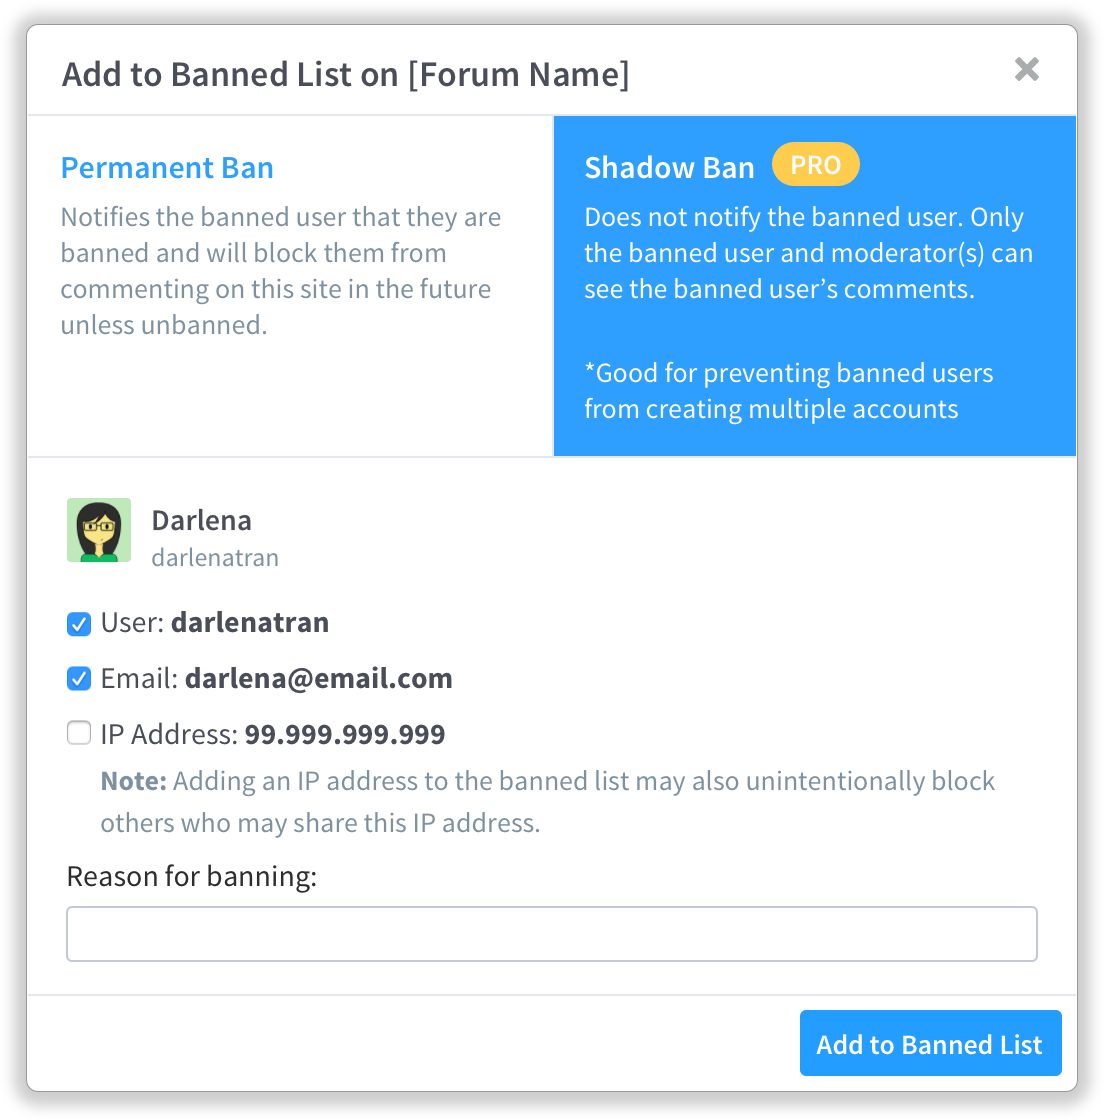 Add to Banned List on [Forum Name]
Permanent Ban
Notifies the banned user that they are
banned and will block them from
commenting on this site in the future
unless unbanned.
Shadow Ban PRO
Does not notify the banned user. Only
the banned user and moderator(s) can
see the banned user’s comments.
*Good for preventing banned users
from creating multiple accounts
Darlena
darlenatran
User: darlenatran
Email: darlena@email.com
IP Address: 99.999.999.999
Note: Adding an IP address to the banned list may also unintentionally block
others who may share this IP address.
Reason for banning:
Add to Banned List